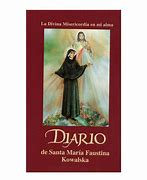 La Divina Misericordia en mi alma
DIARIO
de Santa María Faustina
Kowalska